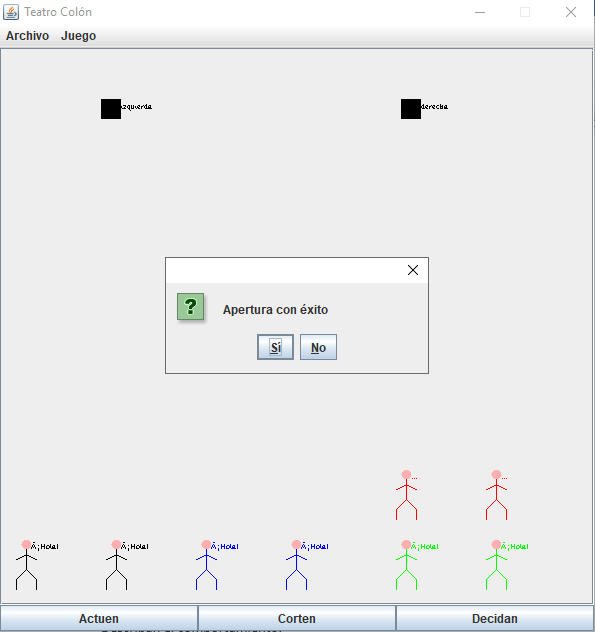 Teatro Colón
Archivo Juego
izquierda derecha
?
Apertura con éxito
Sí No
... ...
Â¡Hola! Â¡Hola! Â¡Hola! Â¡Hola! Â¡Hola! Â¡Hola!
Actuen Corten Decidan